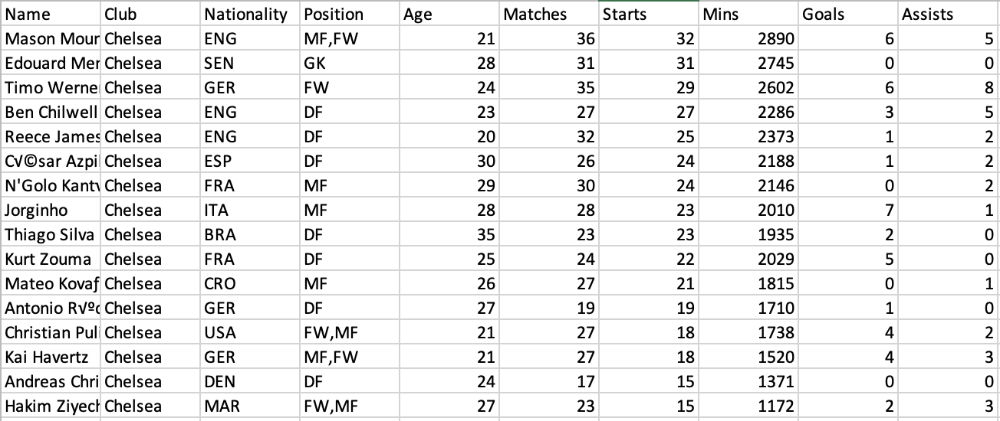 Name Club Nationality Position Age Matches Starts Mins Goals Assists
Mason Chelsea ENG MF,FW 21 36 32 2890 6 5
Edouard Chelsea SEN GK 28 31 31 2745 0 0
Timo Werner Chelsea GER FW 24 35 29 2602 6 8
Ben Chilwell Chelsea ENG DF 23 27 27 2286 3 5
Reece James Chelsea ENG DF 20 32 25 2373 1 2
C√©sar Azpi Chelsea ESP DF 30 26 24 2188 1 2
N'Golo Kant√ Chelsea FRA MF 29 30 24 2146 0 2
Jorginho Chelsea ITA MF 28 28 23 2010 7 1
Thiago Silva Chelsea BRA DF 35 23 23 1935 2 0
Kurt Zouma Chelsea FRA DF 25 24 22 2029 5 0
Mateo Kova Chelsea CRO MF 26 27 21 1815 0 1
Antonio R√º Chelsea GER DF 27 19 19 1710 1 0
Christian Puli Chelsea USA FW,MF 21 27 18 1738 4 2
Kai Havertz Chelsea GER MF,FW 21 27 18 1520 4 3
Andreas Chri Chelsea DEN DF 24 17 15 1371 0 0
Hakim Ziyech Chelsea MAR FW,MF 27 23 15 1172 2 3